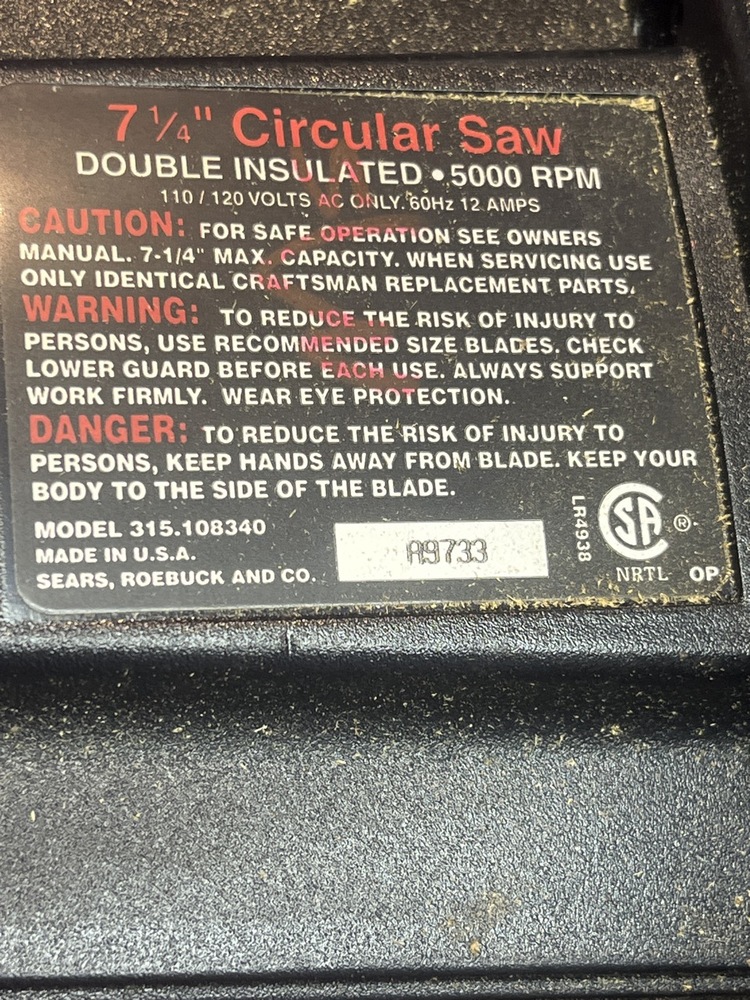 7 1/4" Circular Saw
DOUBLE INSULATED • 5000 RPM
110 / 120 VOLTS AC ONLY. 60Hz 12 AMPS
CAUTION: FOR SAFE OPERATION SEE OWNERS
MANUAL. 7-1/4" MAX. CAPACITY. WHEN SERVICING USE
ONLY IDENTICAL CRAFTSMAN REPLACEMENT PARTS.
WARNING: TO REDUCE THE RISK OF INJURY TO
PERSONS, USE RECOMMENDED SIZE BLADES. CHECK
LOWER GUARD BEFORE EACH USE. ALWAYS SUPPORT
WORK FIRMLY. WEAR EYE PROTECTION.
DANGER: TO REDUCE THE RISK OF INJURY TO
PERSONS, KEEP HANDS AWAY FROM BLADE. KEEP YOUR
BODY TO THE SIDE OF THE BLADE.
MODEL 315.108340
MADE IN U.S.A.
SEARS, ROEBUCK AND CO.
A9733
LR4938
SA ®
NRTL OP